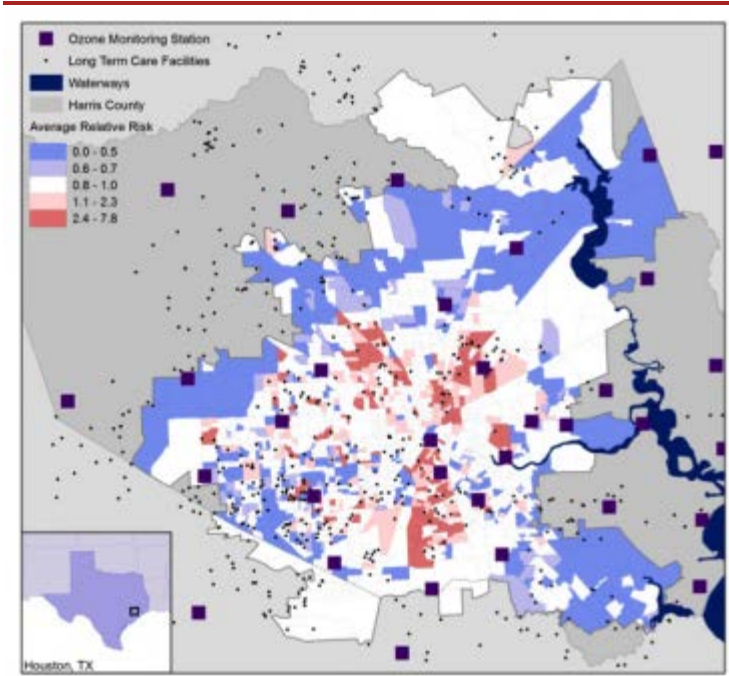 Ozone Monitoring Station
Long Term Care Facilities
Waterways
Harris County
Average Relative Risk
0.0 - 0.5
0.6 - 0.7
0.8 - 1.0
1.1 - 2.3
2.4 - 7.8
Houston, TX